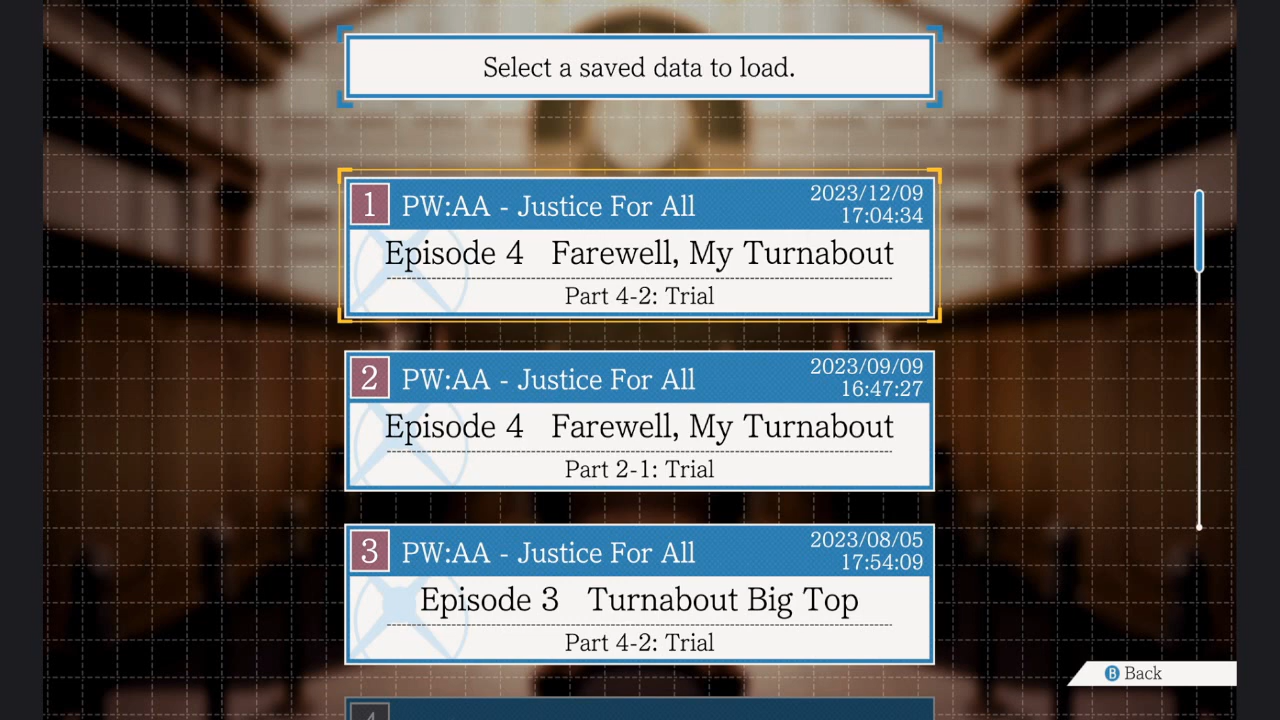 Select a saved data to load.
1 PW:AA - Justice For All 2023/12/09
17:04:34
Episode 4 Farewell, My Turnabout
Part 4-2: Trial
2 PW:AA - Justice For All 2023/09/09
16:47:27
Episode 4 Farewell, My Turnabout
Part 2-1: Trial
3 PW:AA - Justice For All 2023/08/05
17:54:09
Episode 3 Turnabout Big Top
Part 4-2: Trial
B Back
4